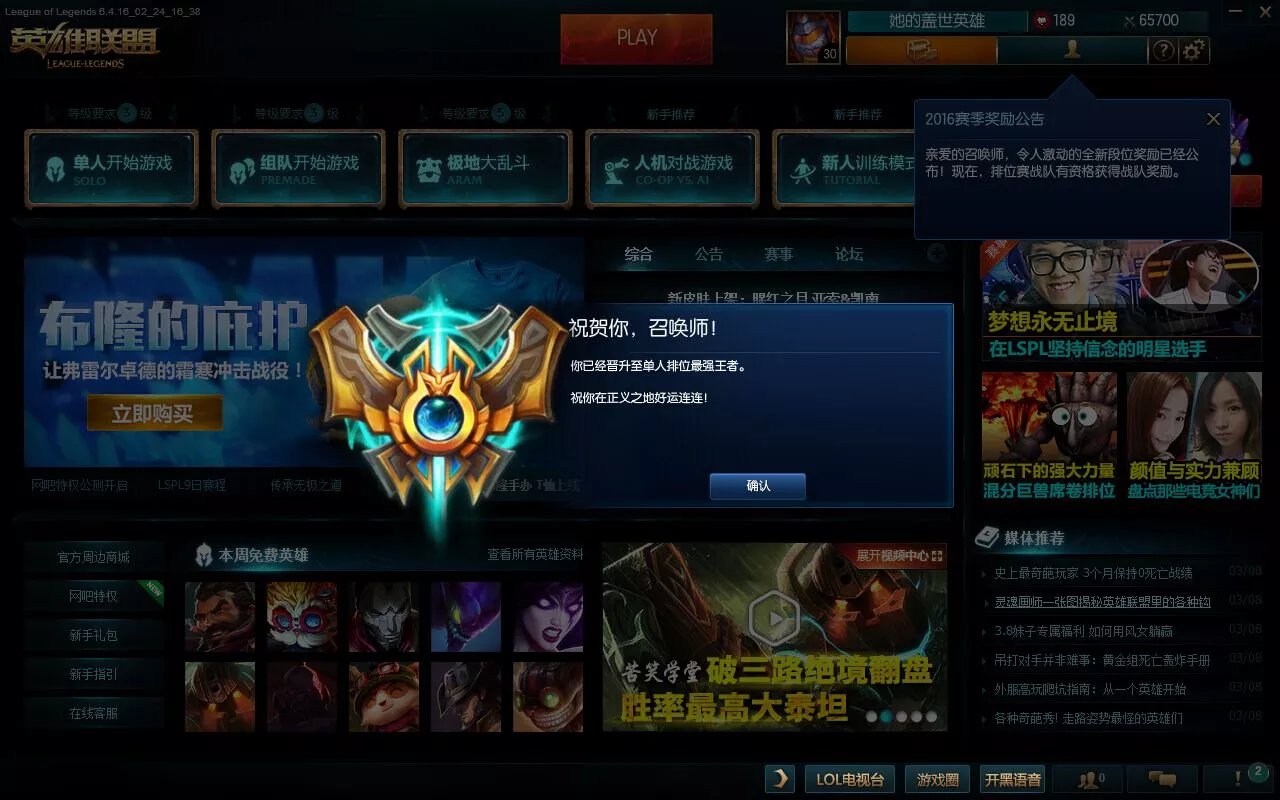 League of Legends 6.4.16_02_24_16_38
英雄联盟
LEAGUE of LEGENDS
PLAY
她的盖世英雄
189
65700
30
?
等级要求 3 级
等级要求 3 级
等级要求 5 级
新手推荐
新手推荐
单人开始游戏
SOLO
组队开始游戏
PREMADE
极地大乱斗
ARAM
人机对战游戏
CO-OP VS. AI
新人训练模式
TUTORIAL
2016赛季奖励公告
亲爱的召唤师，令人激动的全新段位奖励已经公
布！现在，排位赛战队有资格获得战队奖励。
布隆的庇护
让弗雷尔卓德的霜寒冲击战役！
立即购买
网吧特权公测开启
LSPL9日赛程
传承无极之道
综合
公告
赛事
论坛
新皮肤上架：腥红之月 亚索&凯南
祝贺你，召唤师！
你已经晋升至单人排位最强王者。
祝你在正义之地好运连连！
确认
赛事
梦想永无止境
在LSPL坚持信念的明星选手
顽石下的强大力量
混分巨兽席卷排位
颜值与实力兼顾
盘点那些电竞女神们
官方周边商城
网吧特权
NEW
新手礼包
新手指引
在线客服
本周免费英雄
查看所有英雄资料
展开视频中心
苦笑学堂 破三路绝境翻盘
胜率最高大泰坦
媒体推荐
史上最奇葩玩家 3个月保持0死亡战绩 03/08
灵魂画师一张图揭秘英雄联盟里的各种钩 03/08
3.8妹子专属福利 如何用风女躺赢 03/08
吊打对手并非难事：黄金组死亡轰炸手册 03/08
外服高玩爬坑指南：从一个英雄开始 03/08
各种奇葩秀! 走路姿势最怪的英雄们 03/08
LOL电视台
游戏圈
开黑语音
0
2